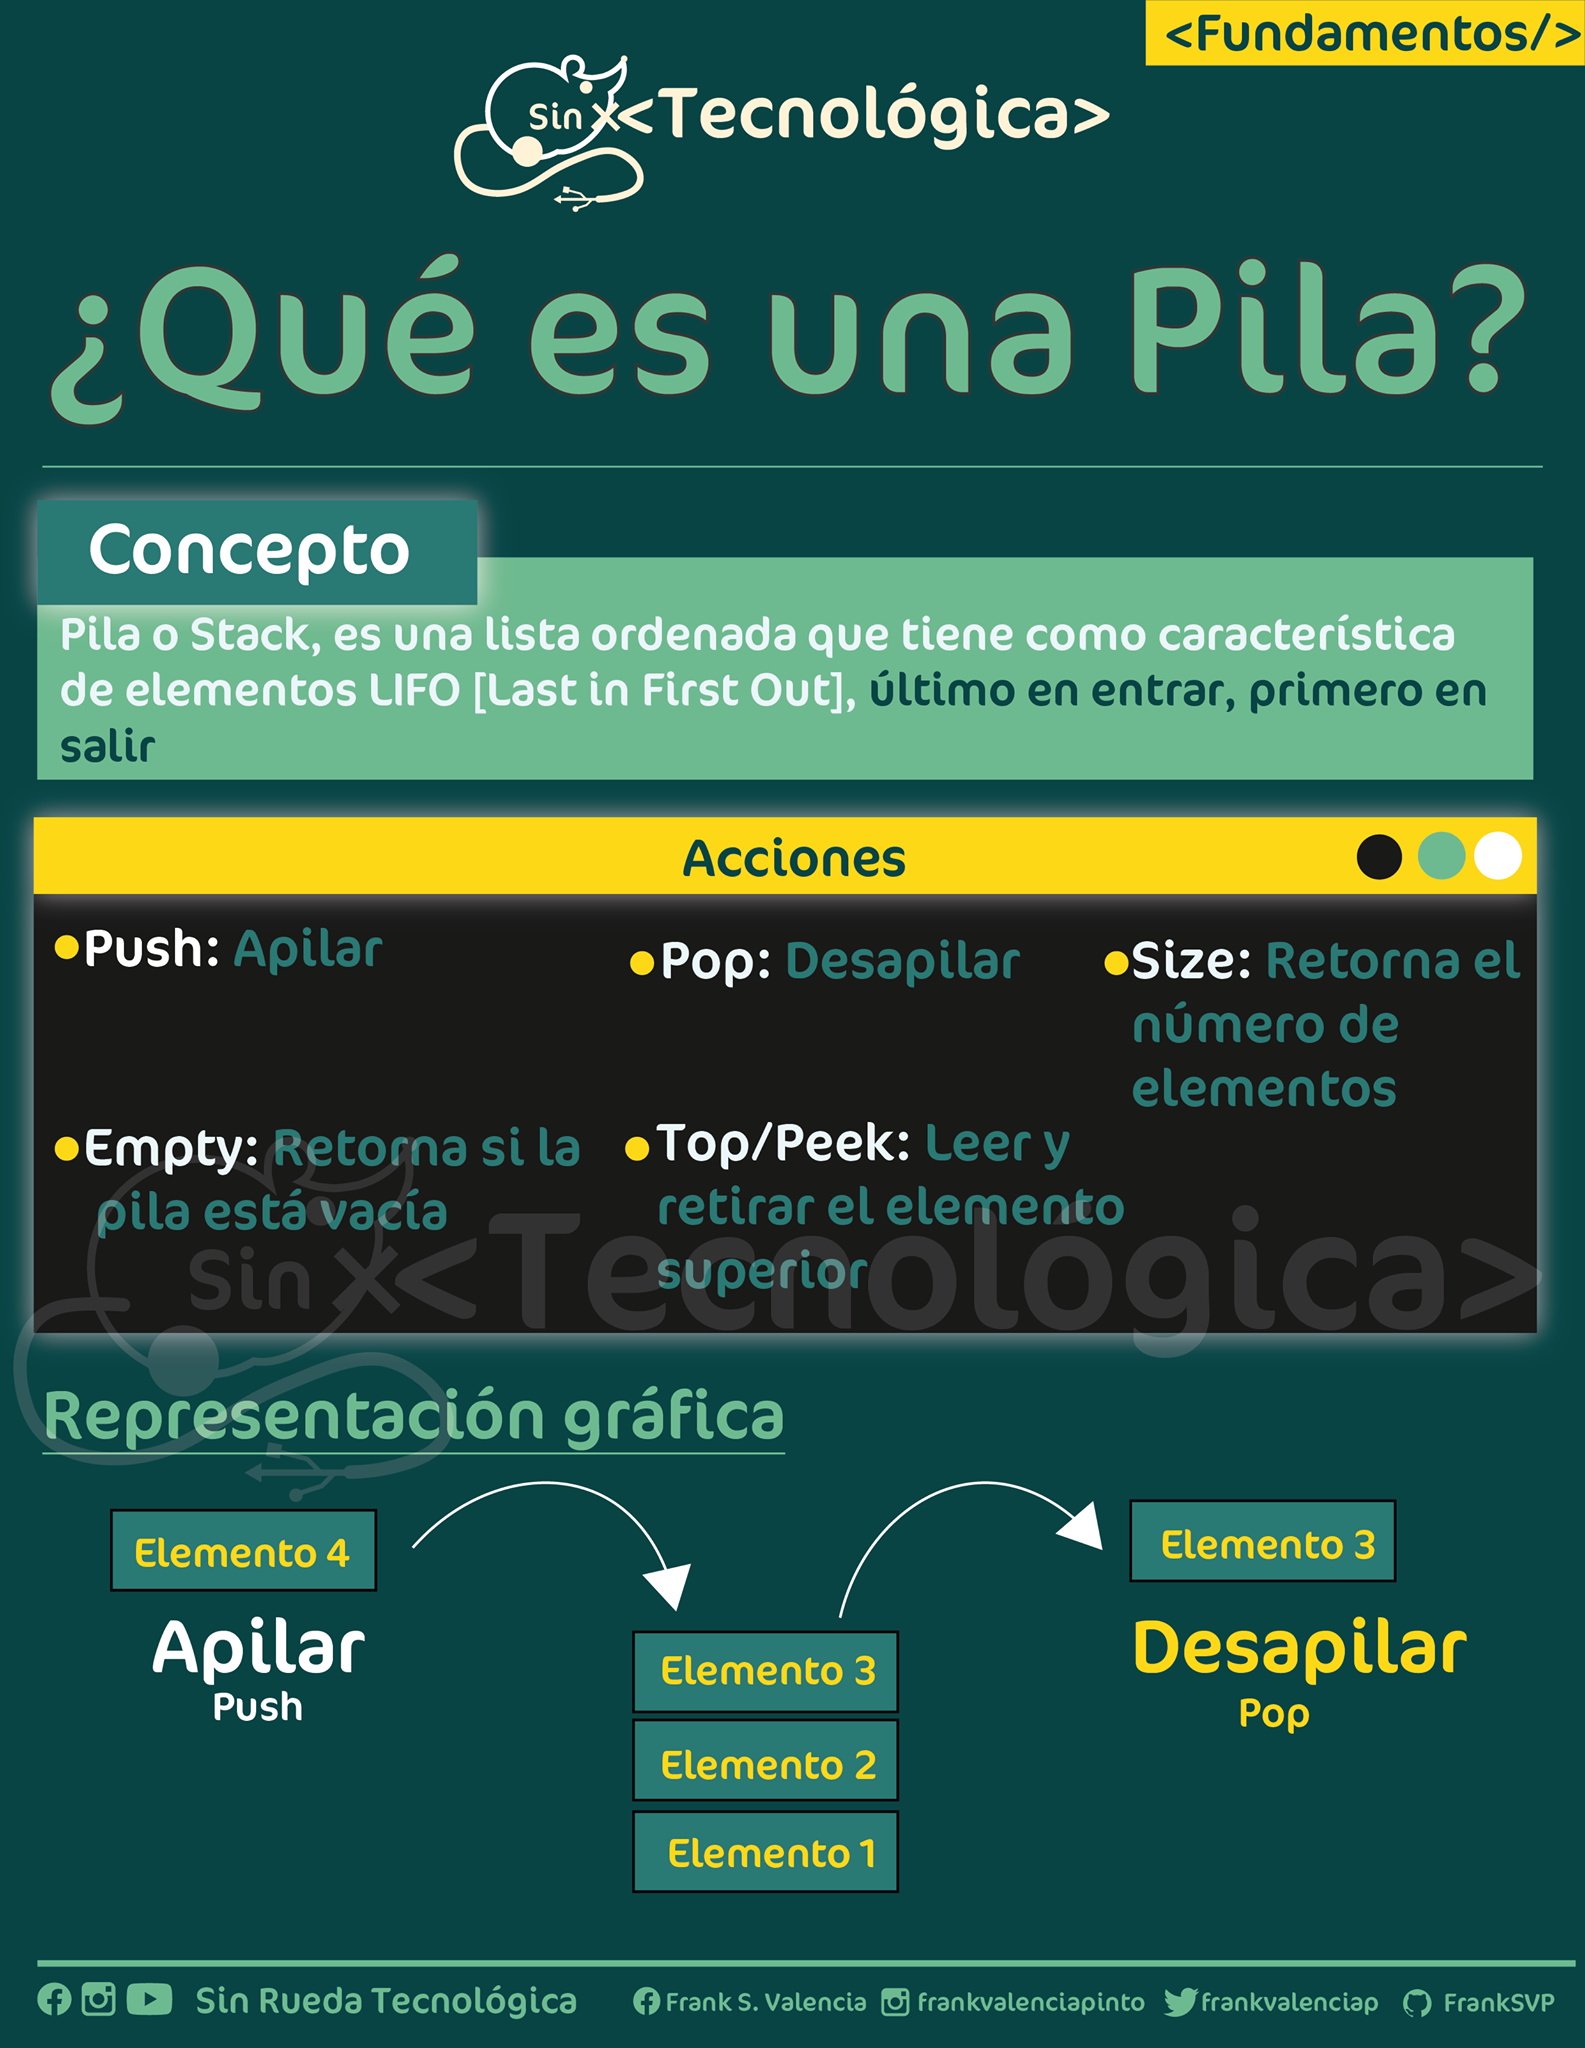 <Fundamentos/>
Sin <Tecnológica>
¿Qué es una Pila?
Concepto
Pila o Stack, es una lista ordenada que tiene como característica
de elementos LIFO [Last in First Out], último en entrar, primero en
salir
Acciones
Push: Apilar
Pop: Desapilar
Size: Retorna el
número de
elementos
Empty: Retorna si la
pila está vacía
Top/Peek: Leer y
retirar el elemento
superior
Sin <Tecnológica>
Representación gráfica
Elemento 4
Apilar
Push
Elemento 3
Elemento 2
Elemento 1
Elemento 3
Desapilar
Pop
Sin Rueda Tecnológica
Frank S. Valencia
frankvalenciapinto
frankvalenciap
FrankSVP